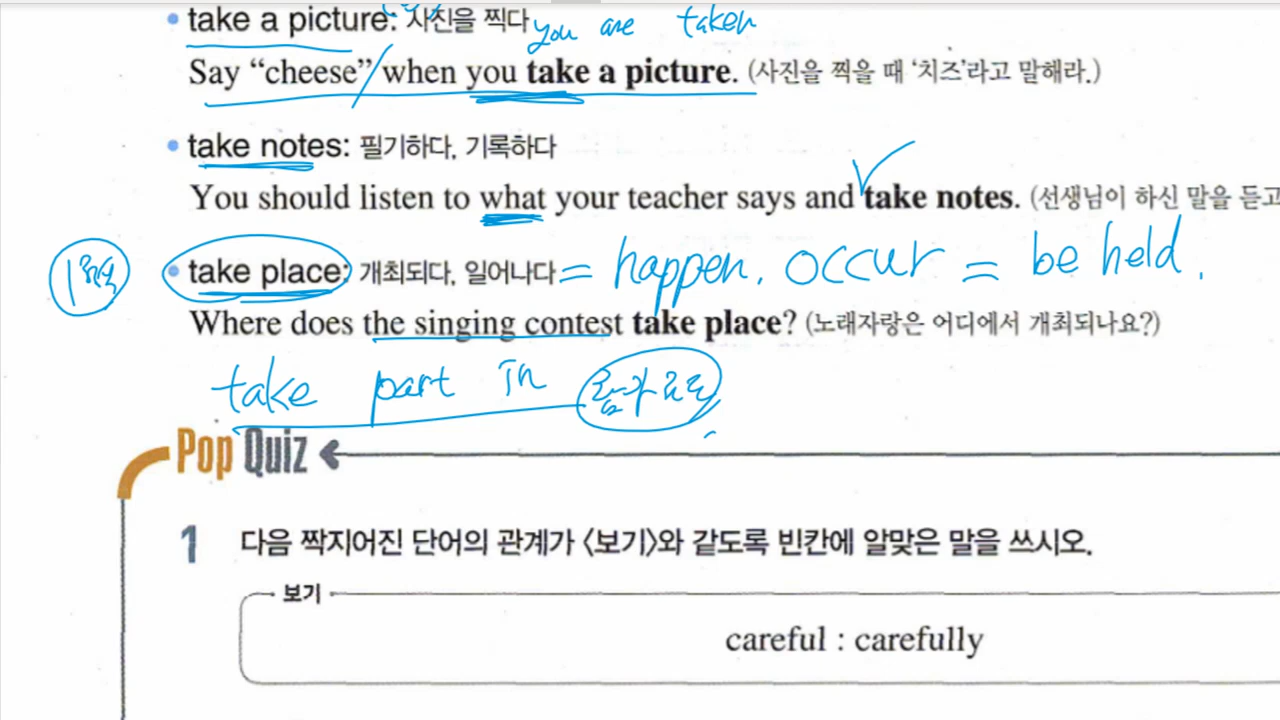 • take a picture: 사진을 찍다 you are taken
Say “cheese” / when you take a picture. (사진을 찍을 때 ‘치즈’라고 말해라.)
• take notes: 필기하다, 기록하다
You should listen to what your teacher says and take notes. (선생님이 하신 말을 듣고
• take place: 개최되다, 일어나다 = happen. occur = be held.
Where does the singing contest take place? (노래자랑은 어디에서 개최되나요?)
take part in
Pop Quiz
1 다음 짝지어진 단어의 관계가 〈보기〉와 같도록 빈칸에 알맞은 말을 쓰시오.
보기
careful : carefully